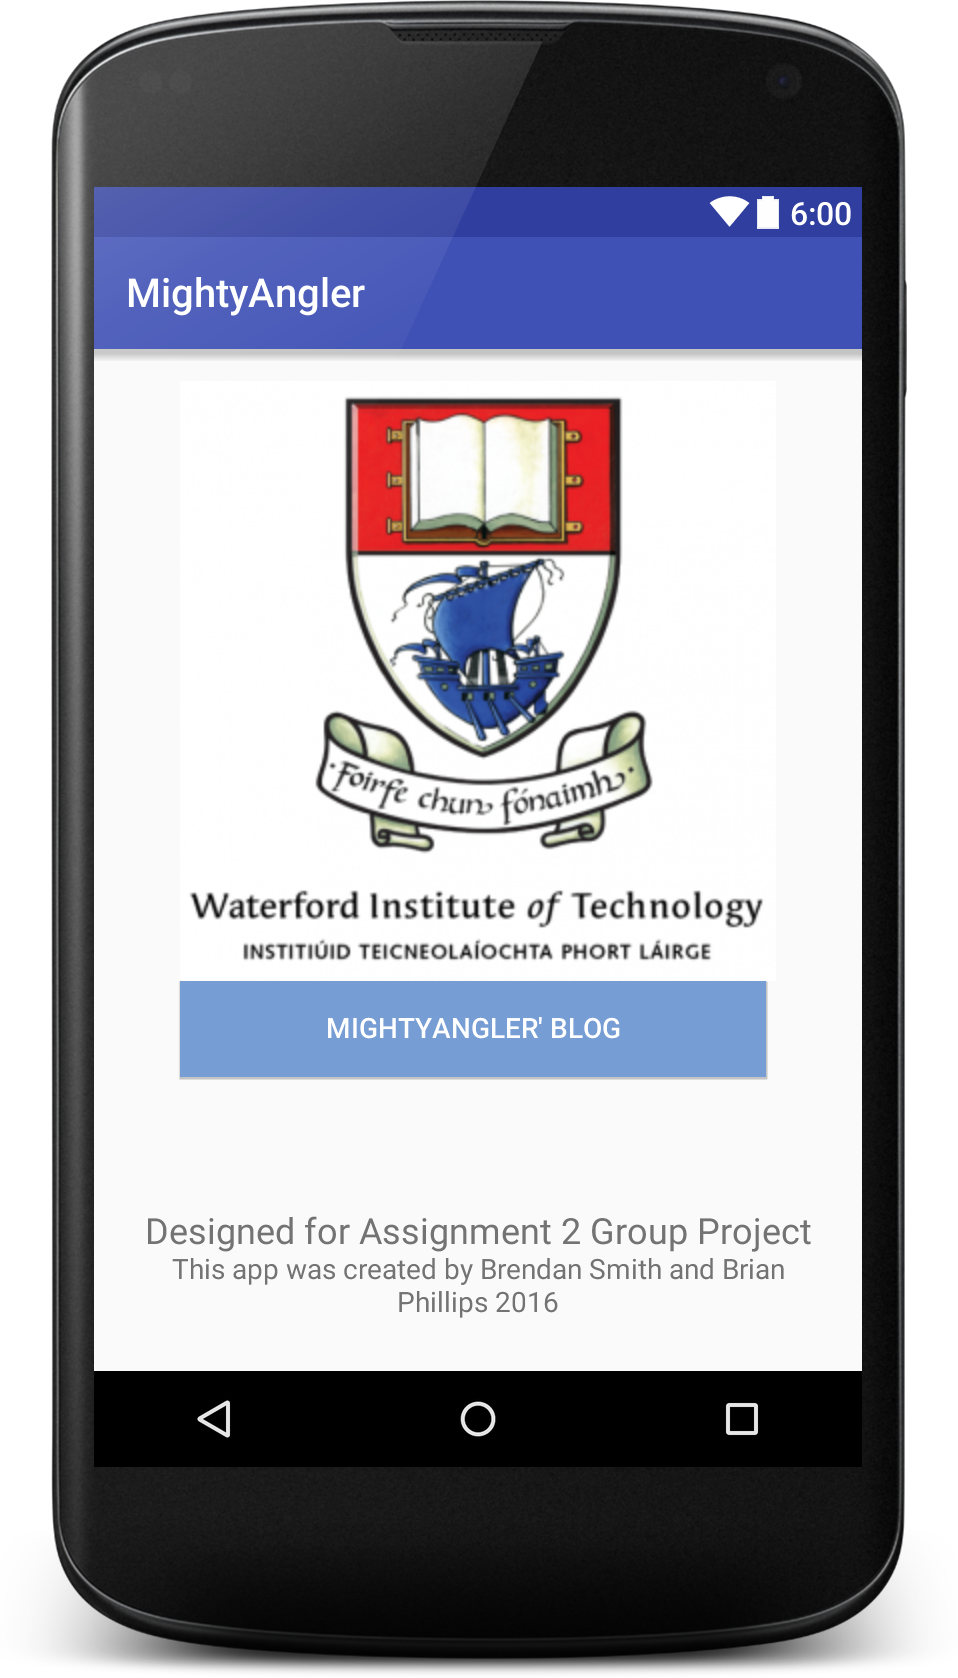 6:00
MightyAngler
·Foirfe chun fónaimh·
Waterford Institute of Technology
INSTITIÚID TEICNEOLAÍOCHTA PHORT LÁIRGE
MIGHTYANGLER' BLOG
Designed for Assignment 2 Group Project
This app was created by Brendan Smith and Brian
Phillips 2016